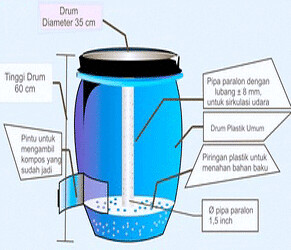 Drum
Diameter 35 cm
Tinggi Drum
60 cm
Pintu untuk
mengambil
kompos yang
sudah jadi
Pipa paralon dengan
lubang ± 8 mm,
untuk sirkulasi udara
Drum Plastik Umum
Piringan plastik untuk
menahan bahan baku
Ø pipa paralon
1,5 inch